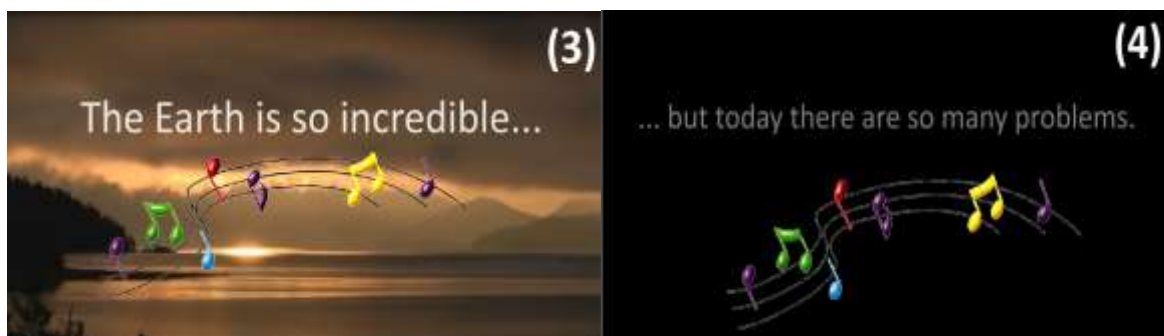 (3)
The Earth is so incredible...
(4)
... but today there are so many problems.